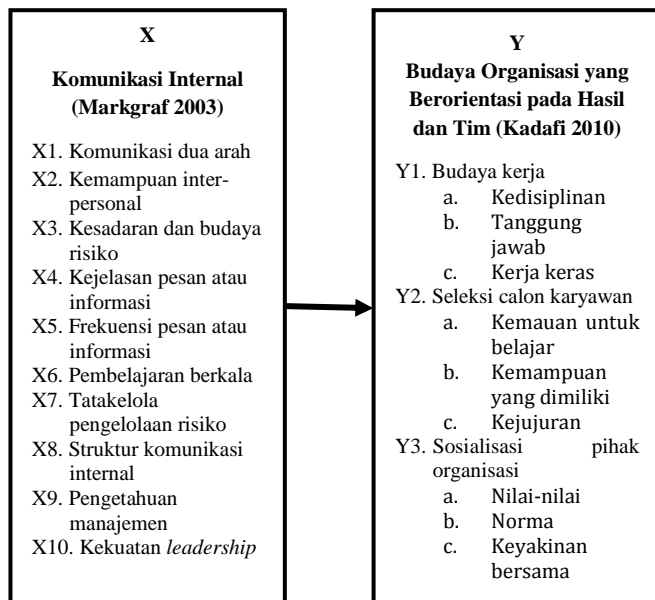 X
Komunikasi Internal
(Markgraf 2003)
X1. Komunikasi dua arah
X2. Kemampuan inter-
personal
X3. Kesadaran dan budaya
risiko
X4. Kejelasan pesan atau
informasi
X5. Frekuensi pesan atau
informasi
X6. Pembelajaran berkala
X7. Tatakelola
pengelolaan risiko
X8. Struktur komunikasi
internal
X9. Pengetahuan
manajemen
X10. Kekuatan leadership
Y
Budaya Organisasi yang
Berorientasi pada Hasil
dan Tim (Kadafi 2010)
Y1. Budaya kerja
a. Kedisiplinan
b. Tanggung
jawab
c. Kerja keras
Y2. Seleksi calon karyawan
a. Kemauan untuk
belajar
b. Kemampuan
yang dimiliki
c. Kejujuran
Y3. Sosialisasi pihak
organisasi
a. Nilai-nilai
b. Norma
c. Keyakinan
bersama